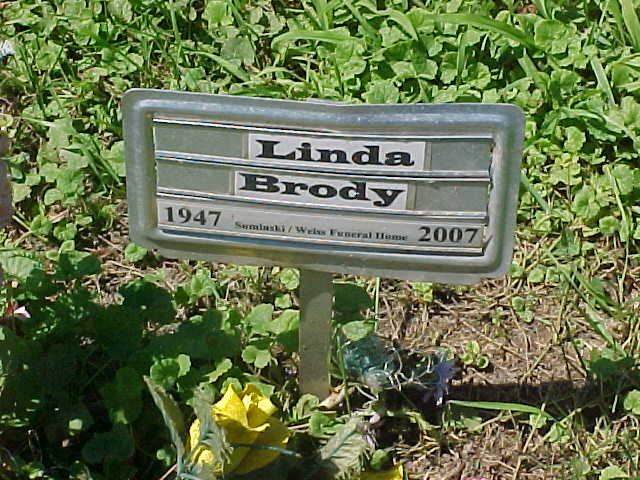 Linda
Brody
1947 Suminski / Weiss Funeral Home 2007